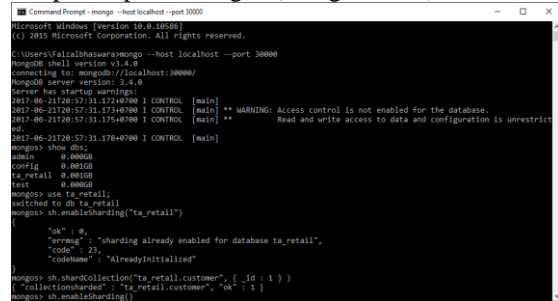 Command Prompt - mongo --host localhost --port 30000
Microsoft Windows [Version 10.0.10586]
(c) 2015 Microsoft Corporation. All rights reserved.
C:\Users\Faizalbhaswara>mongo --host localhost --port 30000
MongoDB shell version v3.4.0
connecting to: mongodb://localhost:30000/
MongoDB server version: 3.4.0
Server has startup warnings:
2017-06-21T20:57:31.172+0700 I CONTROL [main]
2017-06-21T20:57:31.173+0700 I CONTROL [main] ** WARNING: Access control is not enabled for the database.
2017-06-21T20:57:31.175+0700 I CONTROL [main] ** Read and write access to data and configuration is unrestrict
ed.
2017-06-21T20:57:31.178+0700 I CONTROL [main]
mongos> show dbs;
admin 0.000GB
config 0.001GB
ta_retail 0.001GB
test 0.000GB
mongos> use ta_retail;
switched to db ta_retail
mongos> sh.enableSharding("ta_retail")
{
"ok" : 0,
"errmsg" : "sharding already enabled for database ta_retail",
"code" : 23,
"codeName" : "AlreadyInitialized"
}
mongos> sh.shardCollection("ta_retail.customer", { _id : 1 } )
{ "collectionsharded" : "ta_retail.customer", "ok" : 1 }
mongos> sh.enableSharding()